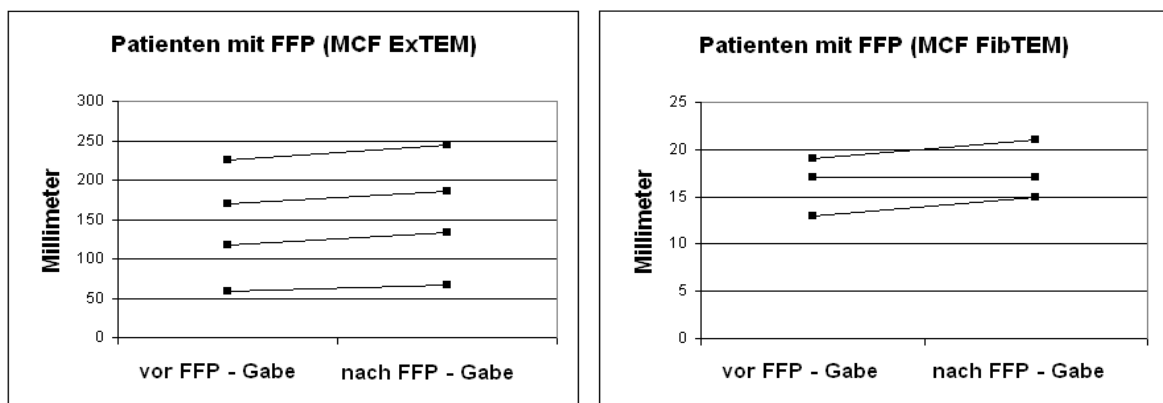 Patienten mit FFP (MCF ExTEM)
300
250
200
150
100
50
0
Millimeter
vor FFP - Gabe nach FFP - Gabe
Patienten mit FFP (MCF FibTEM)
25
20
15
10
5
0
Millimeter
vor FFP - Gabe nach FFP - Gabe